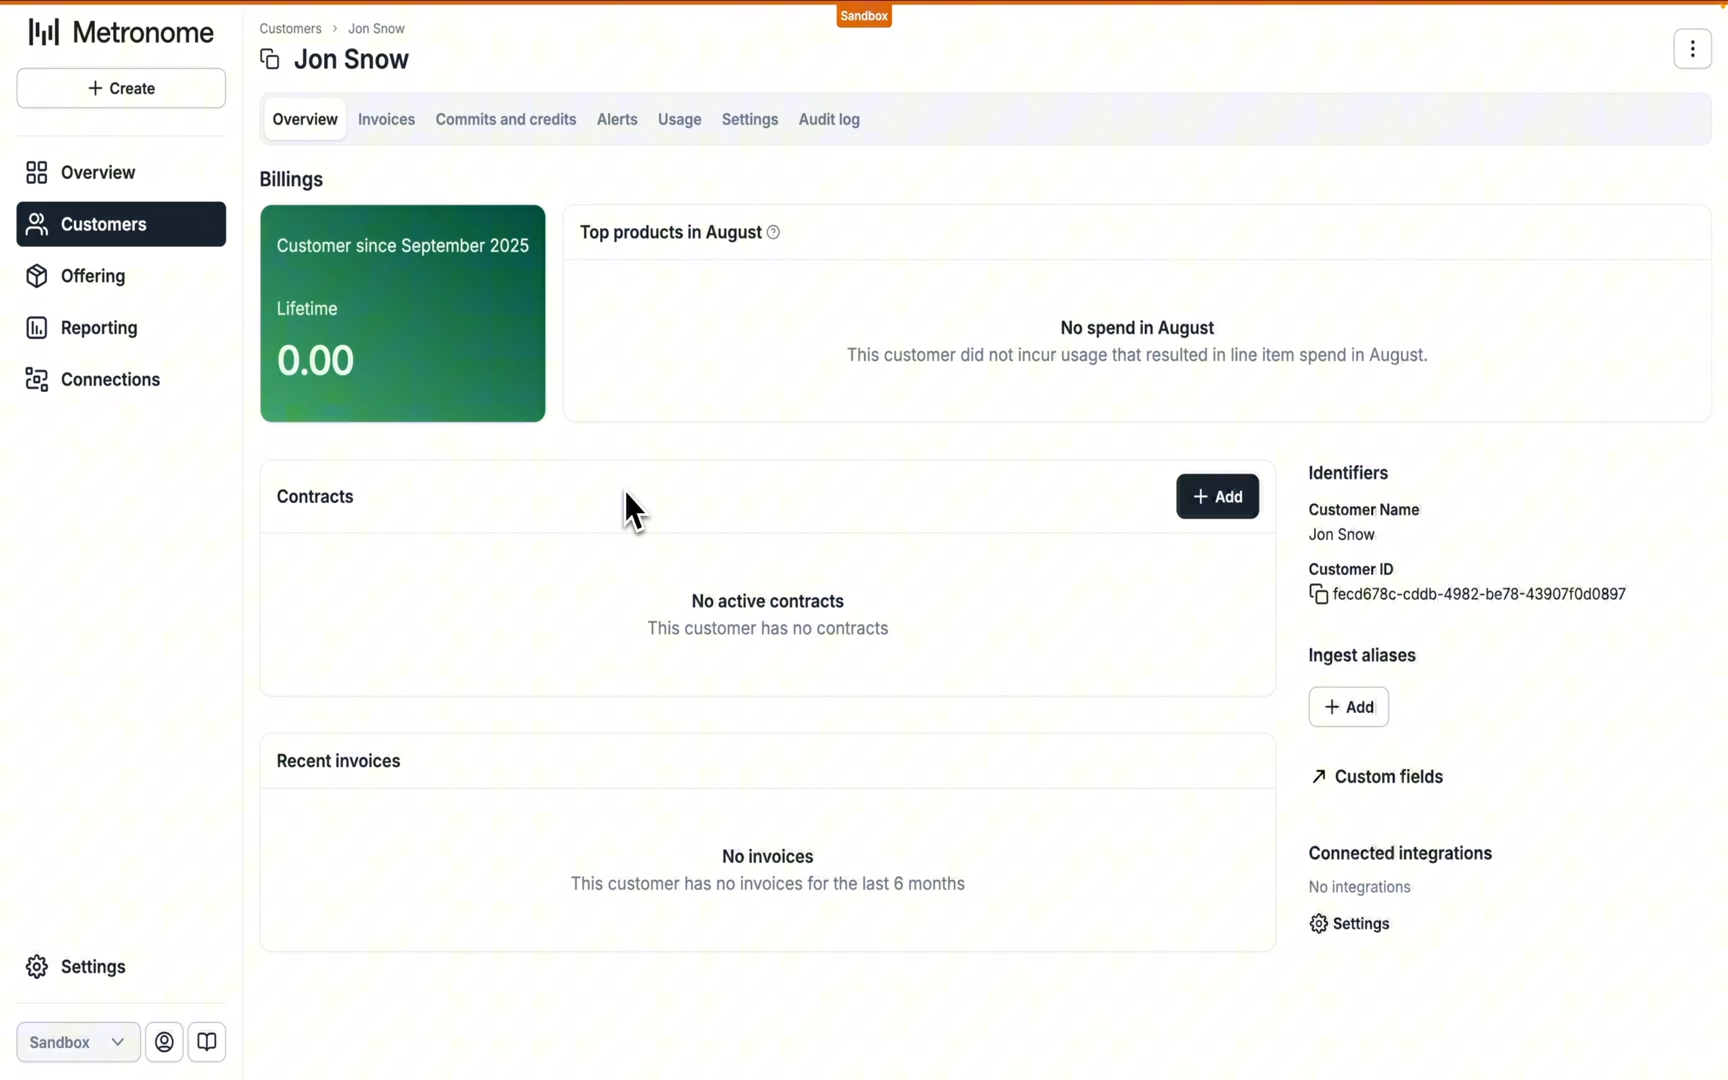 Sandbox
Metronome
Create
Overview
Customers
Offering
Reporting
Connections
Settings
Sandbox
Customers › Jon Snow
Jon Snow
Overview Invoices Commits and credits Alerts Usage Settings Audit log
Billings
Customer since September 2025
Lifetime
0.00
Top products in August
No spend in August
This customer did not incur usage that resulted in line item spend in August.
Contracts
+ Add
No active contracts
This customer has no contracts
Recent invoices
No invoices
This customer has no invoices for the last 6 months
Identifiers
Customer Name
Jon Snow
Customer ID
fecd678c-cddb-4982-be78-43907f0d0897
Ingest aliases
+ Add
Custom fields
Connected integrations
No integrations
Settings